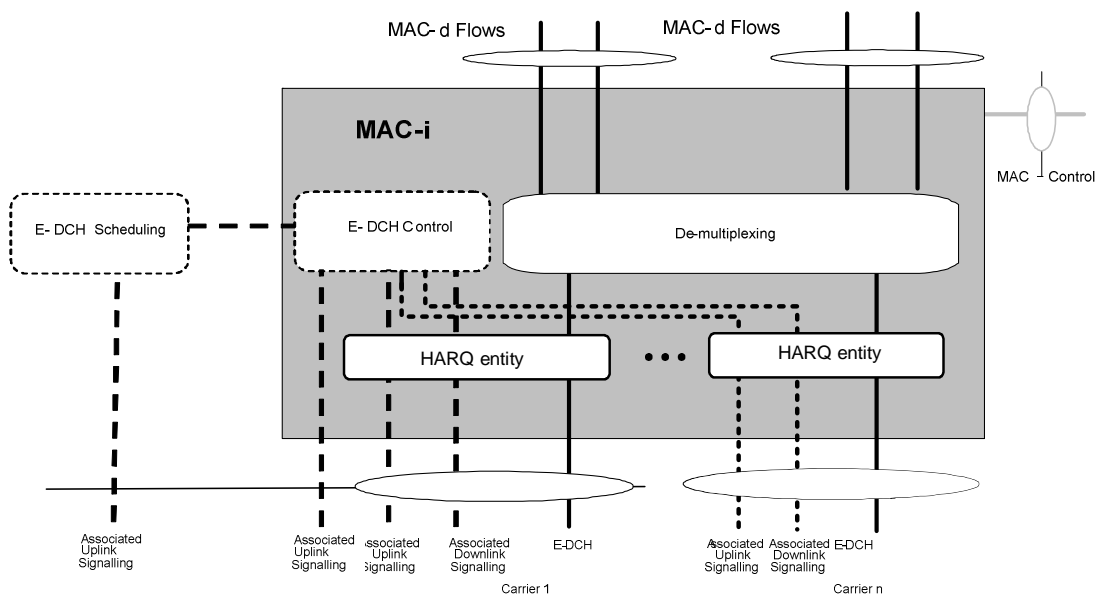 MAC- d Flows
MAC- d Flows
MAC-i
MAC – Control
E- DCH Scheduling
E- DCH Control
De-multiplexing
HARQ entity
HARQ entity
Associated
Uplink
Signalling
Associated
Uplink
Signalling
Associated
Uplink
Signalling
Associated
Downlink
Signalling
E-DCH
Associated
Uplink
Signalling
Associated
Downlink
Signalling
E-DCH
Carrier 1
Carrier n